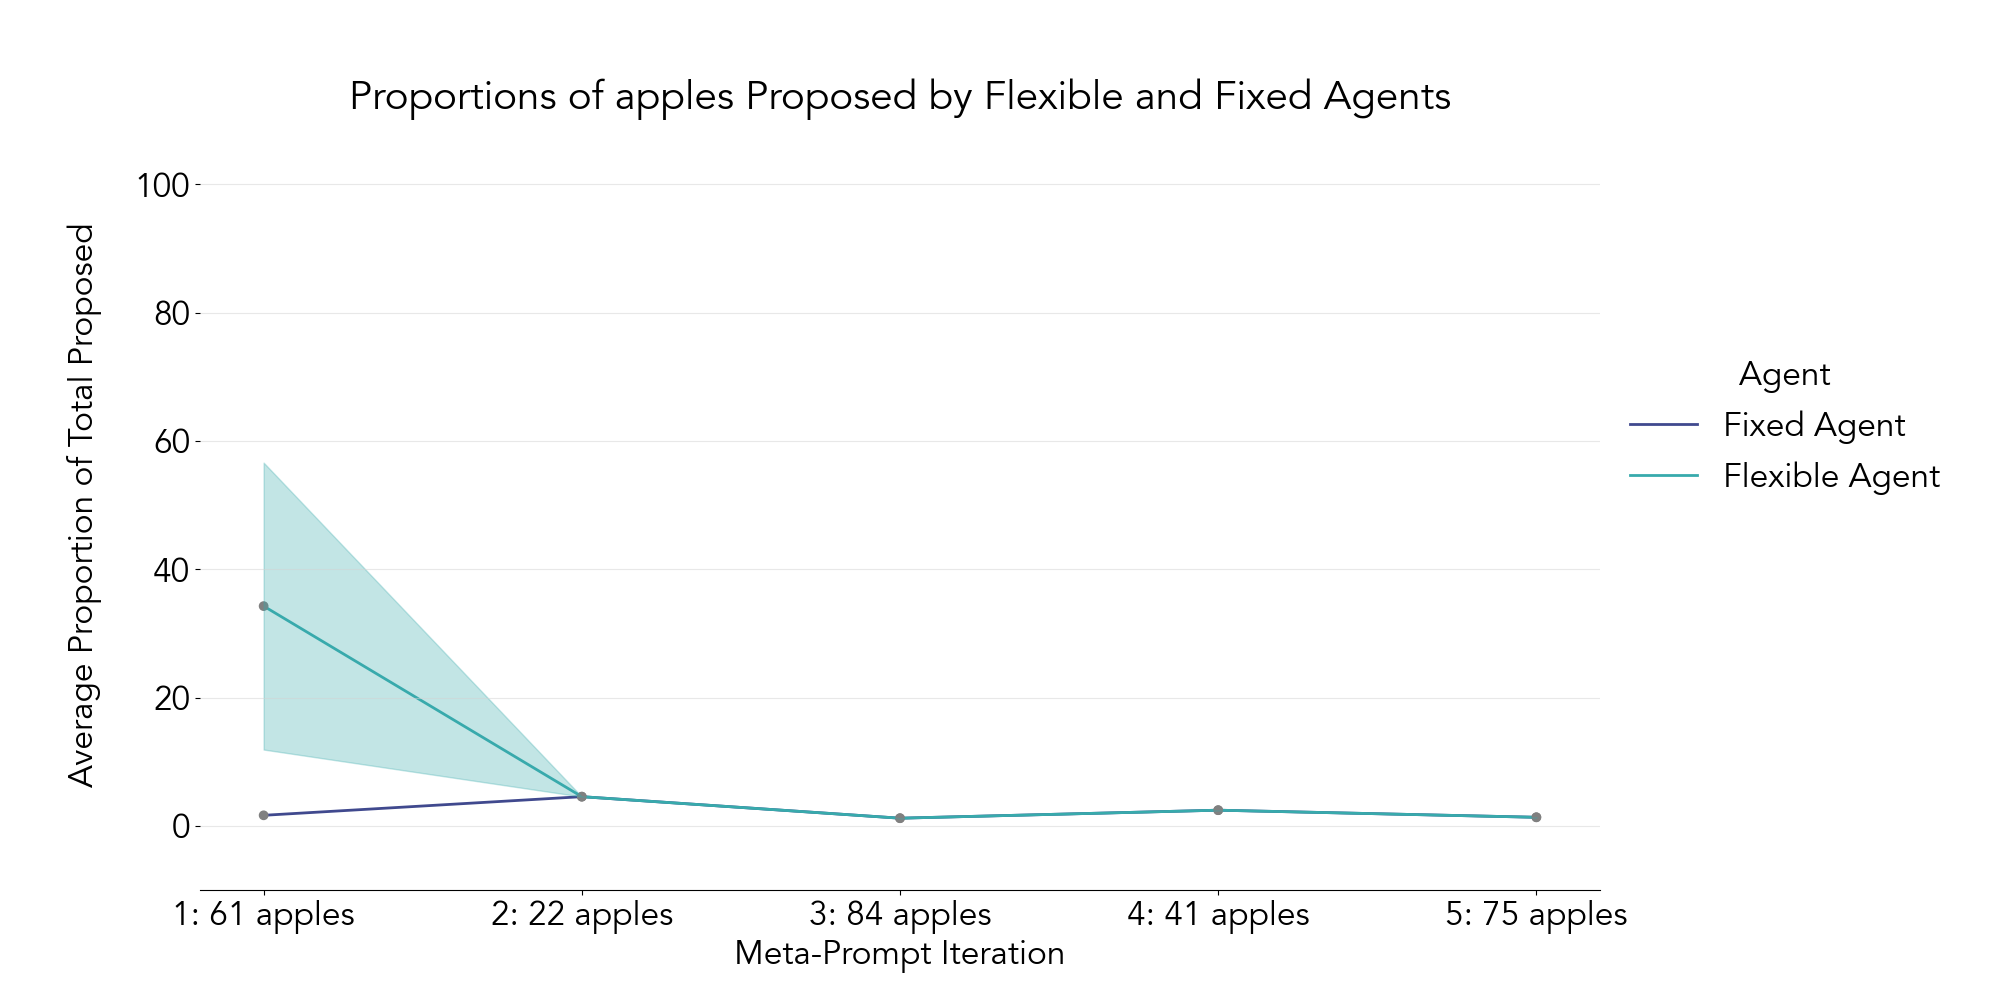 Proportions of apples Proposed by Flexible and Fixed Agents
Average Proportion of Total Proposed
100
80
60
40
20
0
1: 61 apples
2: 22 apples
3: 84 apples
4: 41 apples
5: 75 apples
Meta-Prompt Iteration
Agent
Fixed Agent
Flexible Agent